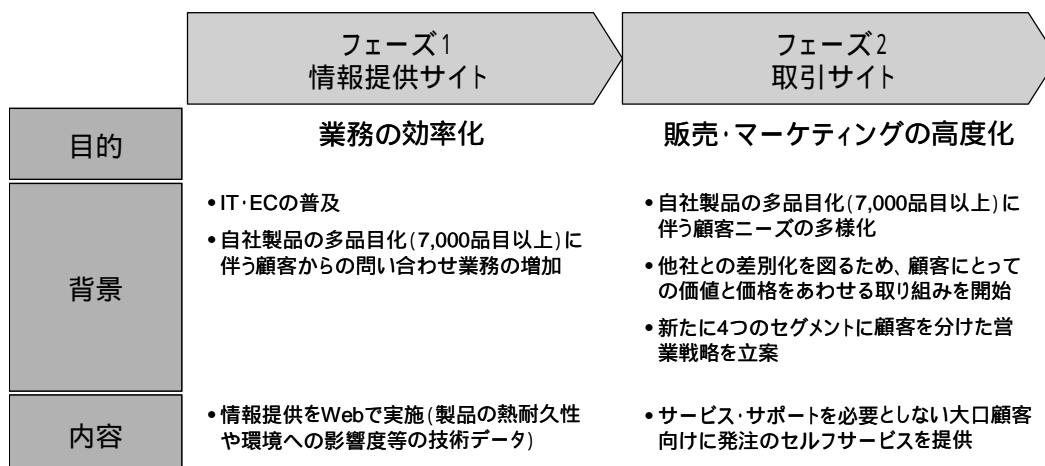 フェーズ1
情報提供サイト
フェーズ2
取引サイト
目的
業務の効率化
販売・マーケティングの高度化
背景
•IT・ECの普及
•自社製品の多品目化(7,000品目以上)に
伴う顧客からの問い合わせ業務の増加
•自社製品の多品目化(7,000品目以上)に
伴う顧客ニーズの多様化
•他社との差別化を図るため、顧客にとって
の価値と価格をあわせる取り組みを開始
•新たに4つのセグメントに顧客を分けた営
業戦略を立案
内容
•情報提供をWebで実施(製品の熱耐久性
や環境への影響度等の技術データ)
•サービス・サポートを必要としない大口顧客
向けに発注のセルフサービスを提供